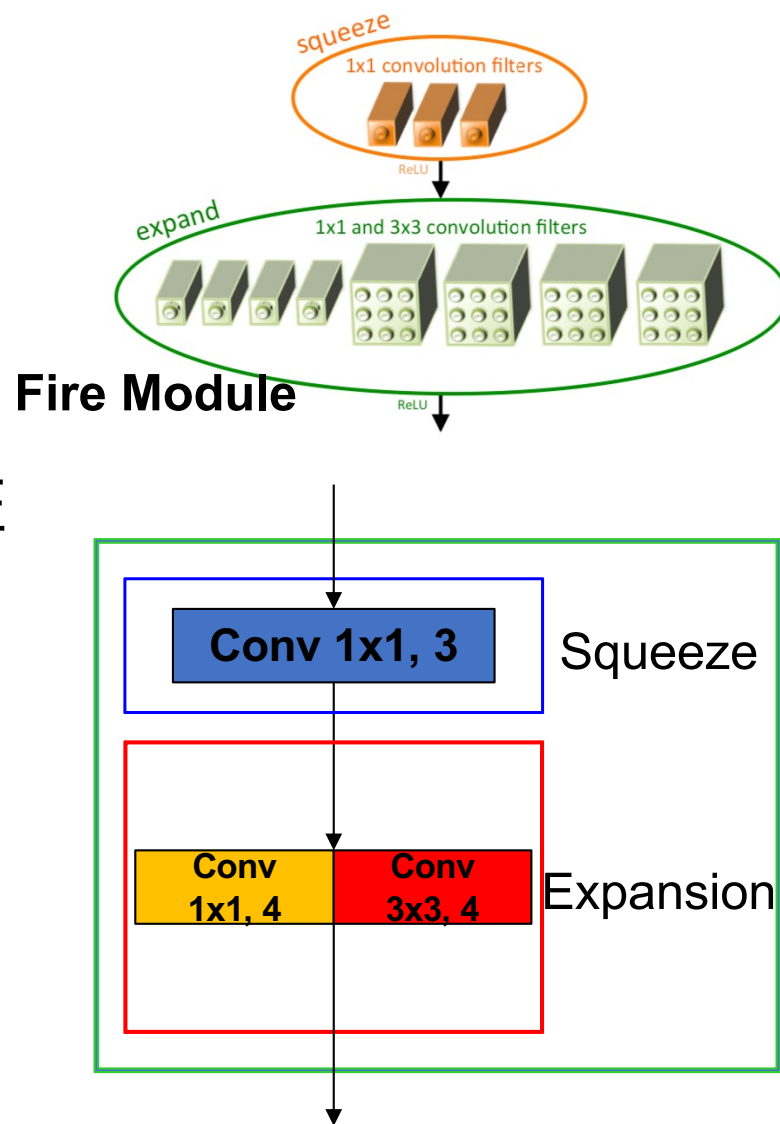 squeeze
1x1 convolution filters
ReLU
expand
1x1 and 3x3 convolution filters
ReLU
Fire Module
Conv 1x1, 3
Squeeze
Conv
1x1, 4
Conv
3x3, 4
Expansion